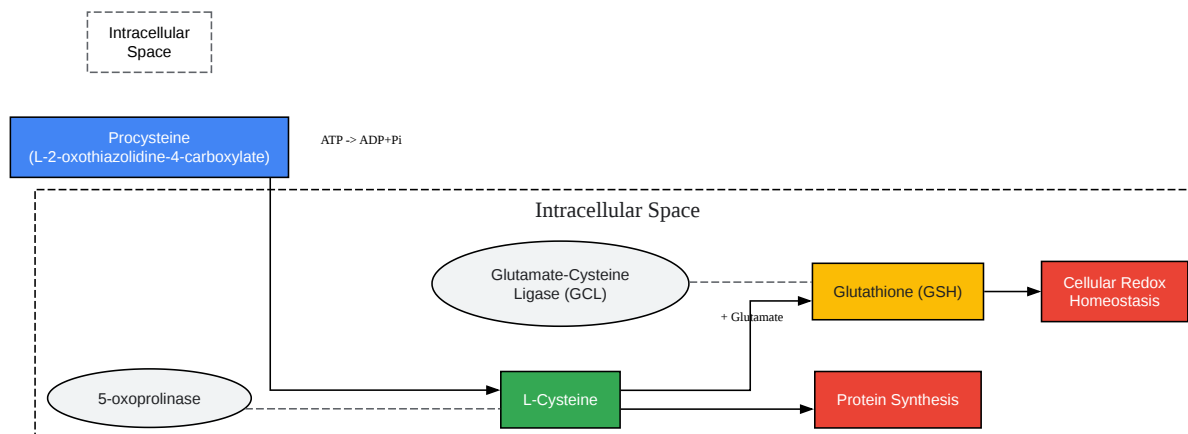 Intracellular
Space
Procysteine
(L-2-oxothiazolidine-4-carboxylate)
ATP -> ADP+Pi
Intracellular Space
Glutamate-Cysteine
Ligase (GCL)
Glutathione (GSH)
Cellular Redox
Homeostasis
+ Glutamate
5-oxoprolinase
L-Cysteine
Protein Synthesis